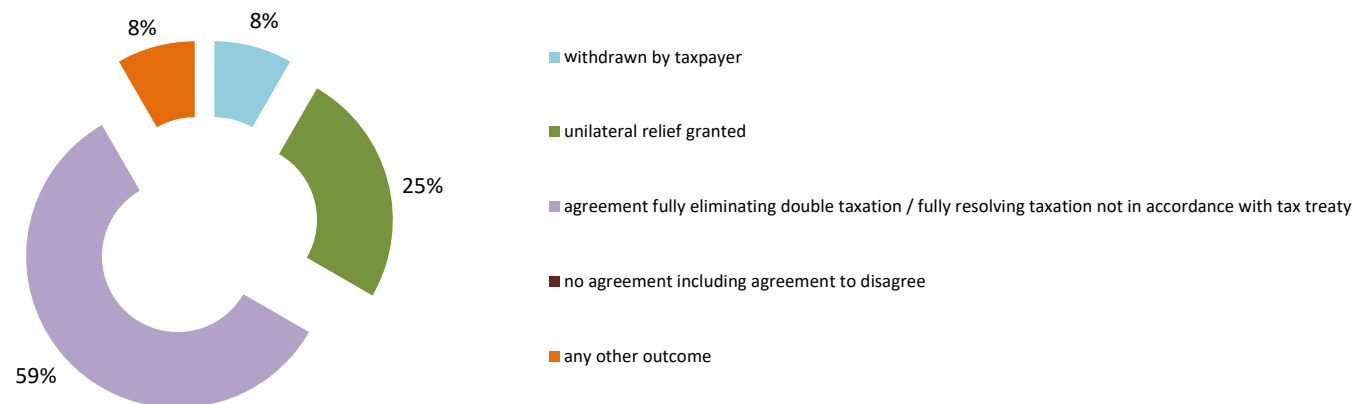 8%
8%
withdrawn by taxpayer
unilateral relief granted
25%
agreement fully eliminating double taxation / fully resolving taxation not in accordance with tax treaty
no agreement including agreement to disagree
any other outcome
59%